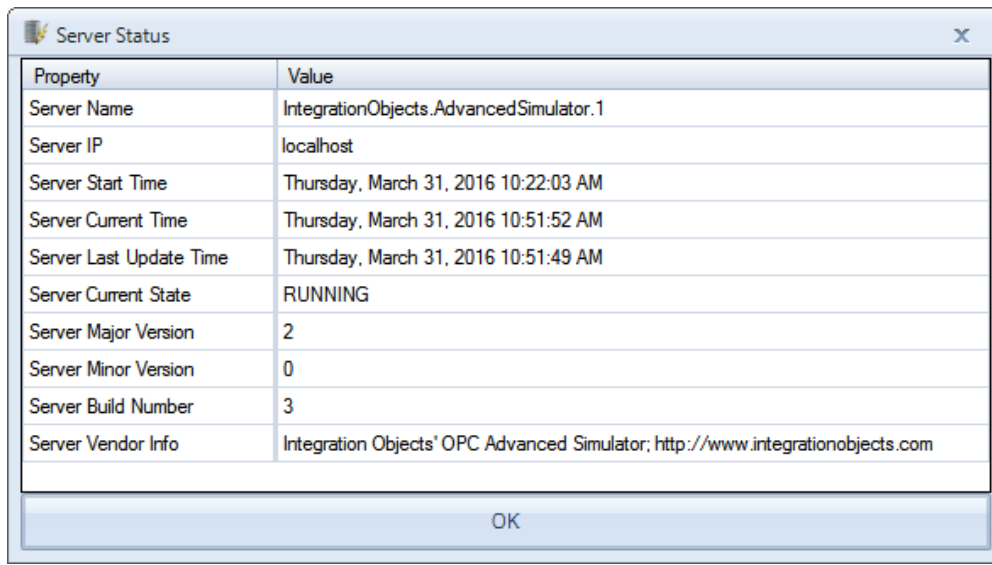 Server Status
Property Value
Server Name IntegrationObjects.AdvancedSimulator.1
Server IP localhost
Server Start Time Thursday, March 31, 2016 10:22:03 AM
Server Current Time Thursday, March 31, 2016 10:51:52 AM
Server Last Update Time Thursday, March 31, 2016 10:51:49 AM
Server Current State RUNNING
Server Major Version 2
Server Minor Version 0
Server Build Number 3
Server Vendor Info Integration Objects' OPC Advanced Simulator; http://www.integrationobjects.com
OK